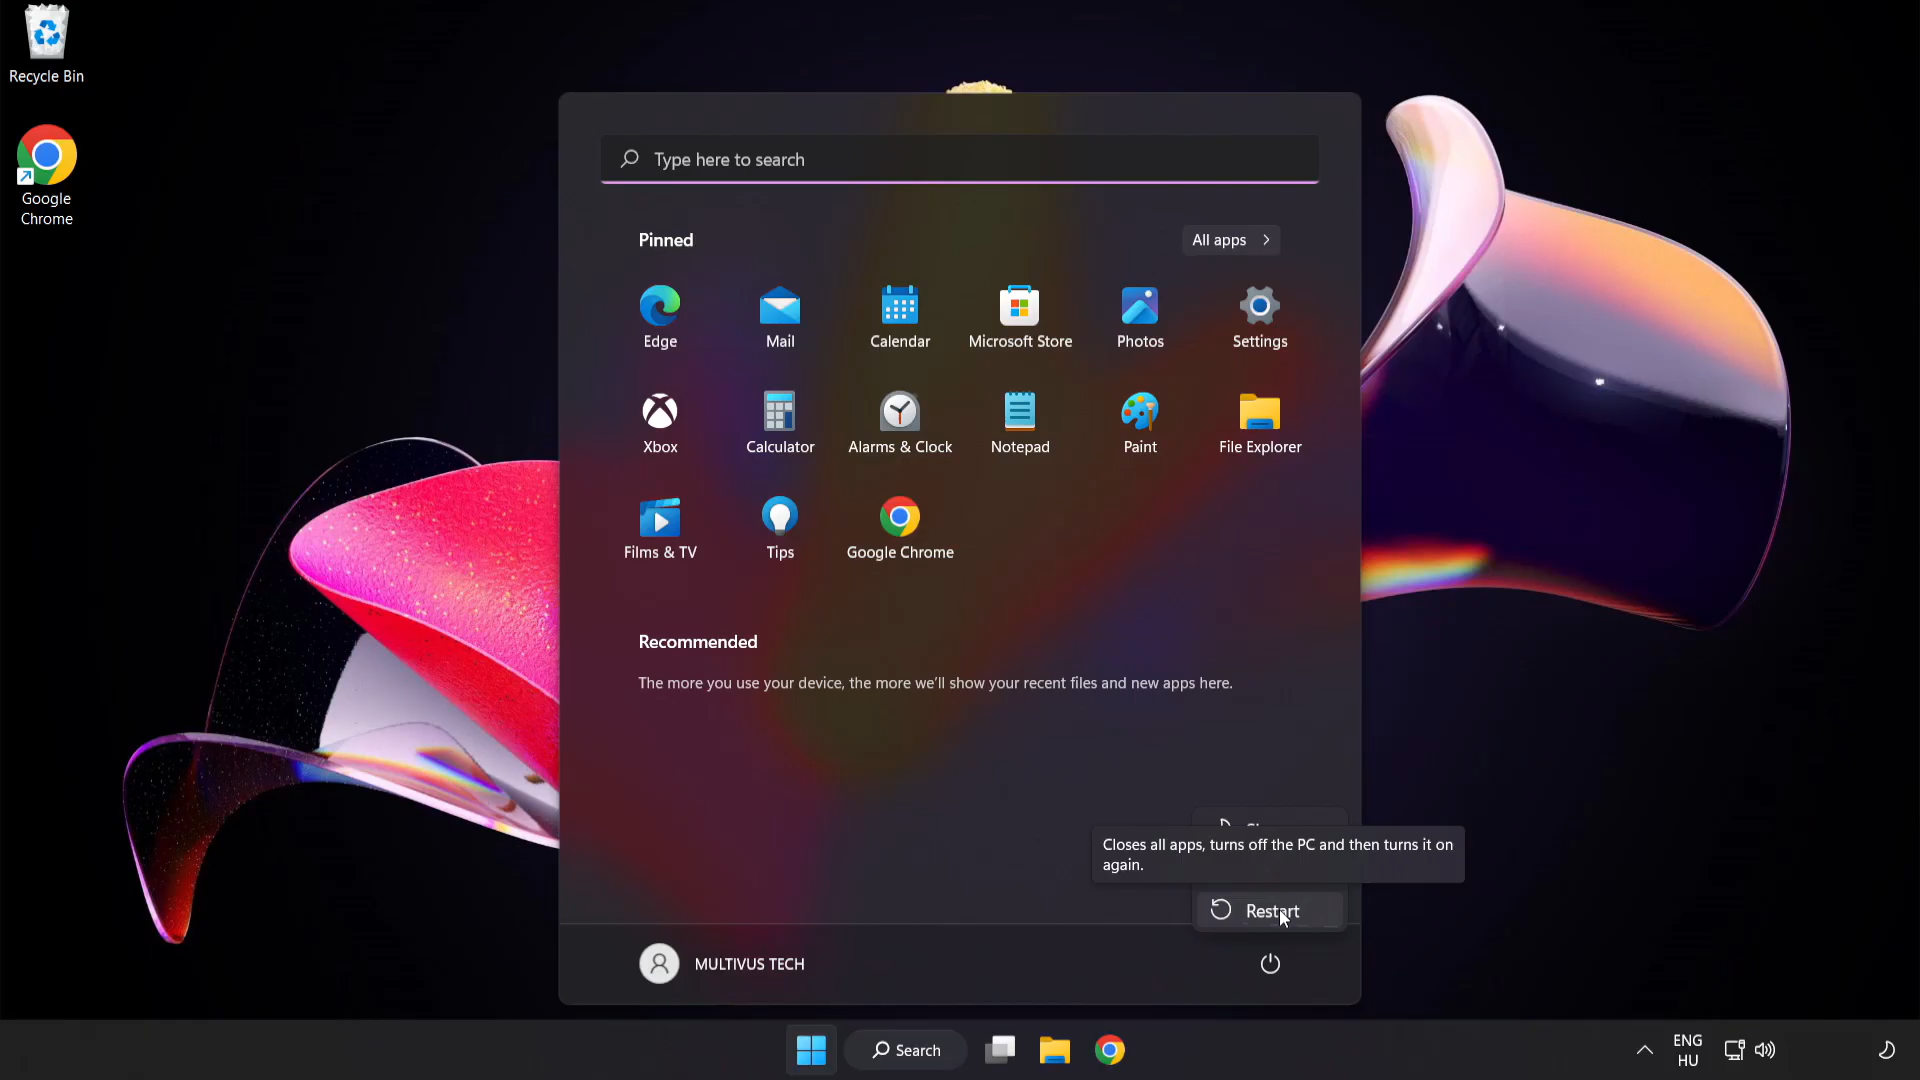 Recycle Bin
Google
Chrome
Type here to search
Pinned
All apps
Edge
Mail
Calendar
Microsoft Store
Photos
Settings
Xbox
Calculator
Alarms & Clock
Notepad
Paint
File Explorer
Films & TV
Tips
Google Chrome
Recommended
The more you use your device, the more we'll show your recent files and new apps here.
Closes all apps, turns off the PC and then turns it on
again.
Restart
MULTIVUS TECH
Search
ENG
HU